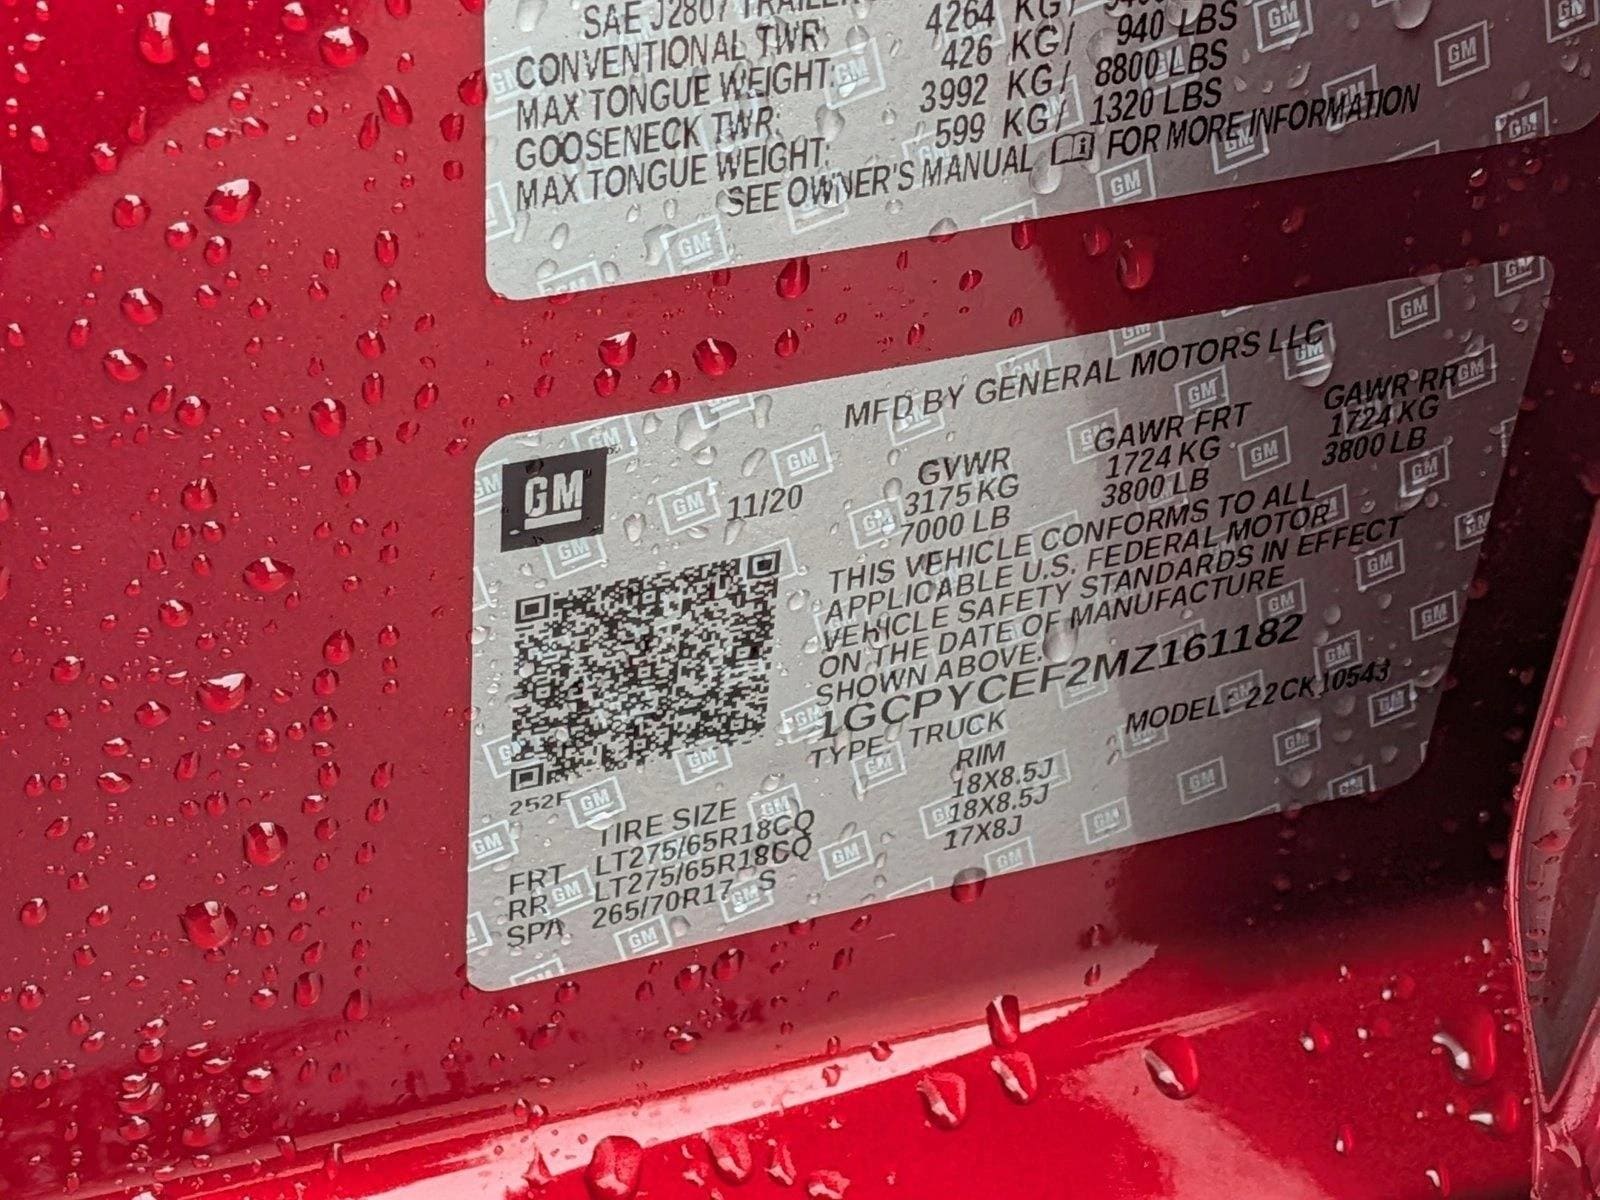 SAE J2807 TRAILER
CONVENTIONAL TWR: 4264 KG/
MAX TONGUE WEIGHT: 426 KG/ 940 LBS
GOOSENECK TWR: 3992 KG/ 8800 LBS
MAX TONGUE WEIGHT: 599 KG/ 1320 LBS
SEE OWNER'S MANUAL FOR MORE INFORMATION
MFD BY GENERAL MOTORS LLC
GM 11/20 GVWR GAWR FRT GAWR RR
3175 KG 1724 KG 1724 KG
7000 LB 3800 LB 3800 LB
THIS VEHICLE CONFORMS TO ALL
APPLICABLE U.S. FEDERAL MOTOR
VEHICLE SAFETY STANDARDS IN EFFECT
ON THE DATE OF MANUFACTURE
SHOWN ABOVE.
1GCPYCEF2MZ161182
TYPE: TRUCK MODEL: 22CK10543
252F
TIRE SIZE RIM
FRT LT275/65R18CQ 18X8.5J
RR LT275/65R18CQ 18X8.5J
SPA 265/70R17 S 17X8J